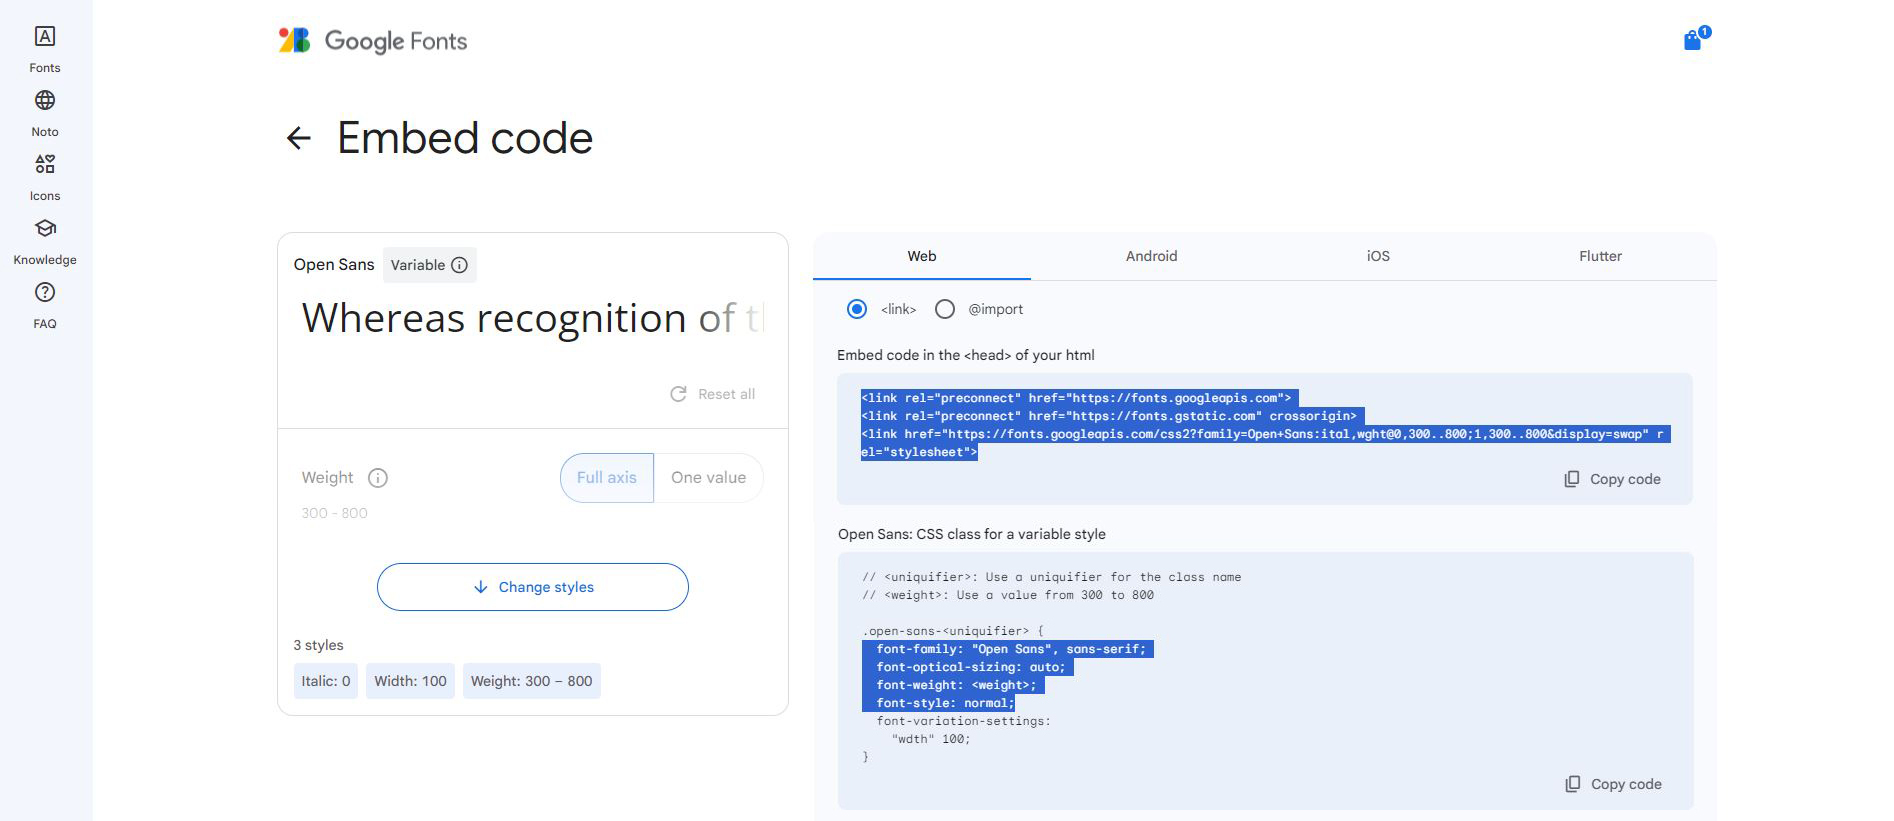 Fonts
Noto
Icons
Knowledge
FAQ
Google Fonts
1
Embed code
Open Sans
Variable
Whereas recognition of t
Reset all
Weight
Full axis
One value
300 - 800
Change styles
3 styles
Italic: 0
Width: 100
Weight: 300 – 800
Web
Android
iOS
Flutter
<link>
@import
Embed code in the <head> of your html
<link rel="preconnect" href="https://fonts.googleapis.com">
<link rel="preconnect" href="https://fonts.gstatic.com" crossorigin>
<link href="https://fonts.googleapis.com/css2?family=Open+Sans:ital,wght@0,300..800;1,300..800&display=swap" r
el="stylesheet">
Copy code
Open Sans: CSS class for a variable style
// <uniquifier>: Use a uniquifier for the class name
// <weight>: Use a value from 300 to 800
.open-sans-<uniquifier> {
font-family: "Open Sans", sans-serif;
font-optical-sizing: auto;
font-weight: <weight>;
font-style: normal;
font-variation-settings:
"wdth" 100;
}
Copy code